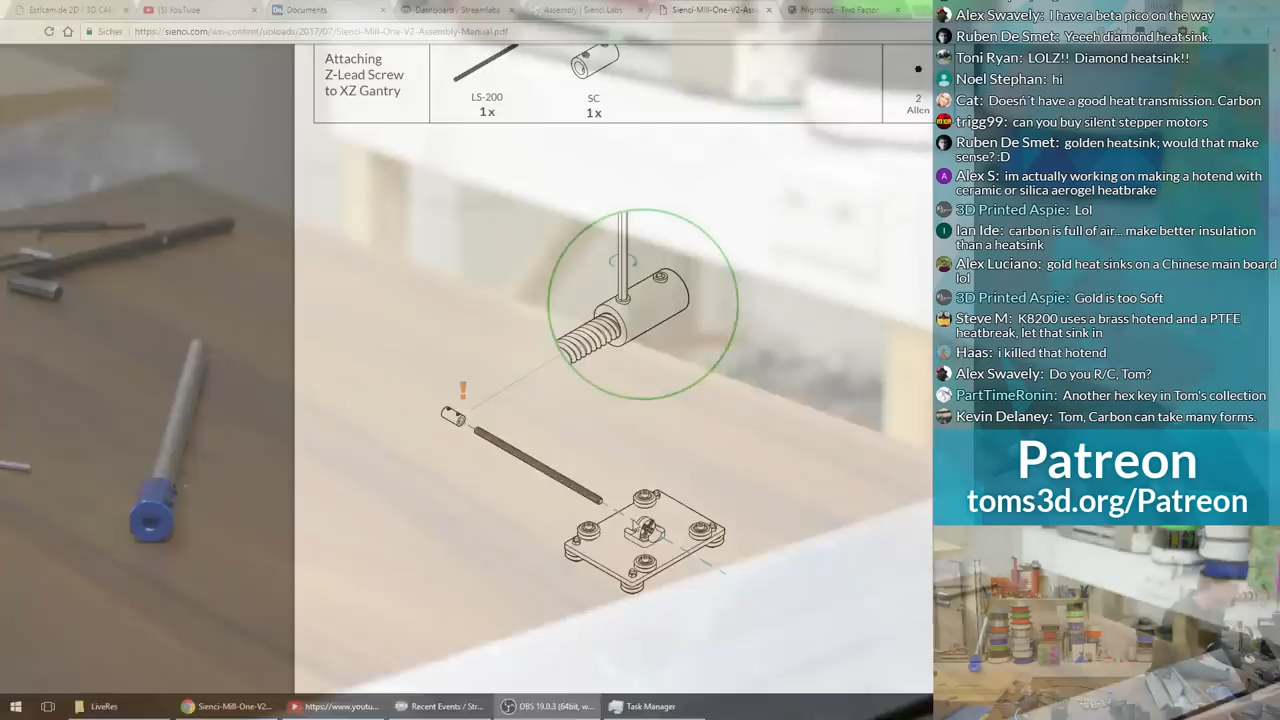 Estlcam.de 2D / 3D CA
(5) YouTube
Documents
Dashboard / Streamlabs
Assembly | Sienci Labs
Sienci-Mill-One-V2-Ass
Nightbot - Two Factor
Sicher
https://sienci.com/wp-content/uploads/2017/07/Sienci-Mill-One-V2-Assembly-Manual.pdf
Attaching
Z-Lead Screw
to XZ Gantry
LS-200
1x
SC
1x
2
Allen
!
Alex Swavely: I have a beta pico on the way
Ruben De Smet: Yeeeh diamond heat sink.
Toni Ryan: LOLZ!! Diamond heatsink!!
Noel Stephan: hi
Cat: Doesn´t have a good heat transmission. Carbon
trigg99: can you buy silent stepper motors
Ruben De Smet: golden heatsink; would that make
sense? :D
A
Alex S: im actually working on making a hotend with
ceramic or silica aerogel heatbrake
3D Printed Aspie: Lol
I
Ian Ide: carbon is full of air... make better insulation
than a heatsink
Alex Luciano: gold heat sinks on a Chinese main board
lol
3D Printed Aspie: Gold is too Soft
Steve M: K8200 uses a brass hotend and a PTFE
heatbreak, let that sink in
Haas: i killed that hotend
Alex Swavely: Do you R/C, Tom?
PartTimeRonin: Another hex key in Tom's collection
Kevin Delaney: Tom, Carbon can take many forms.
Patreon
toms3d.org/Patreon
LiveRes
Sienci-Mill-One-V2...
https://www.youtu...
Recent Events / Str...
OBS 19.0.3 (64bit, w...
Task Manager